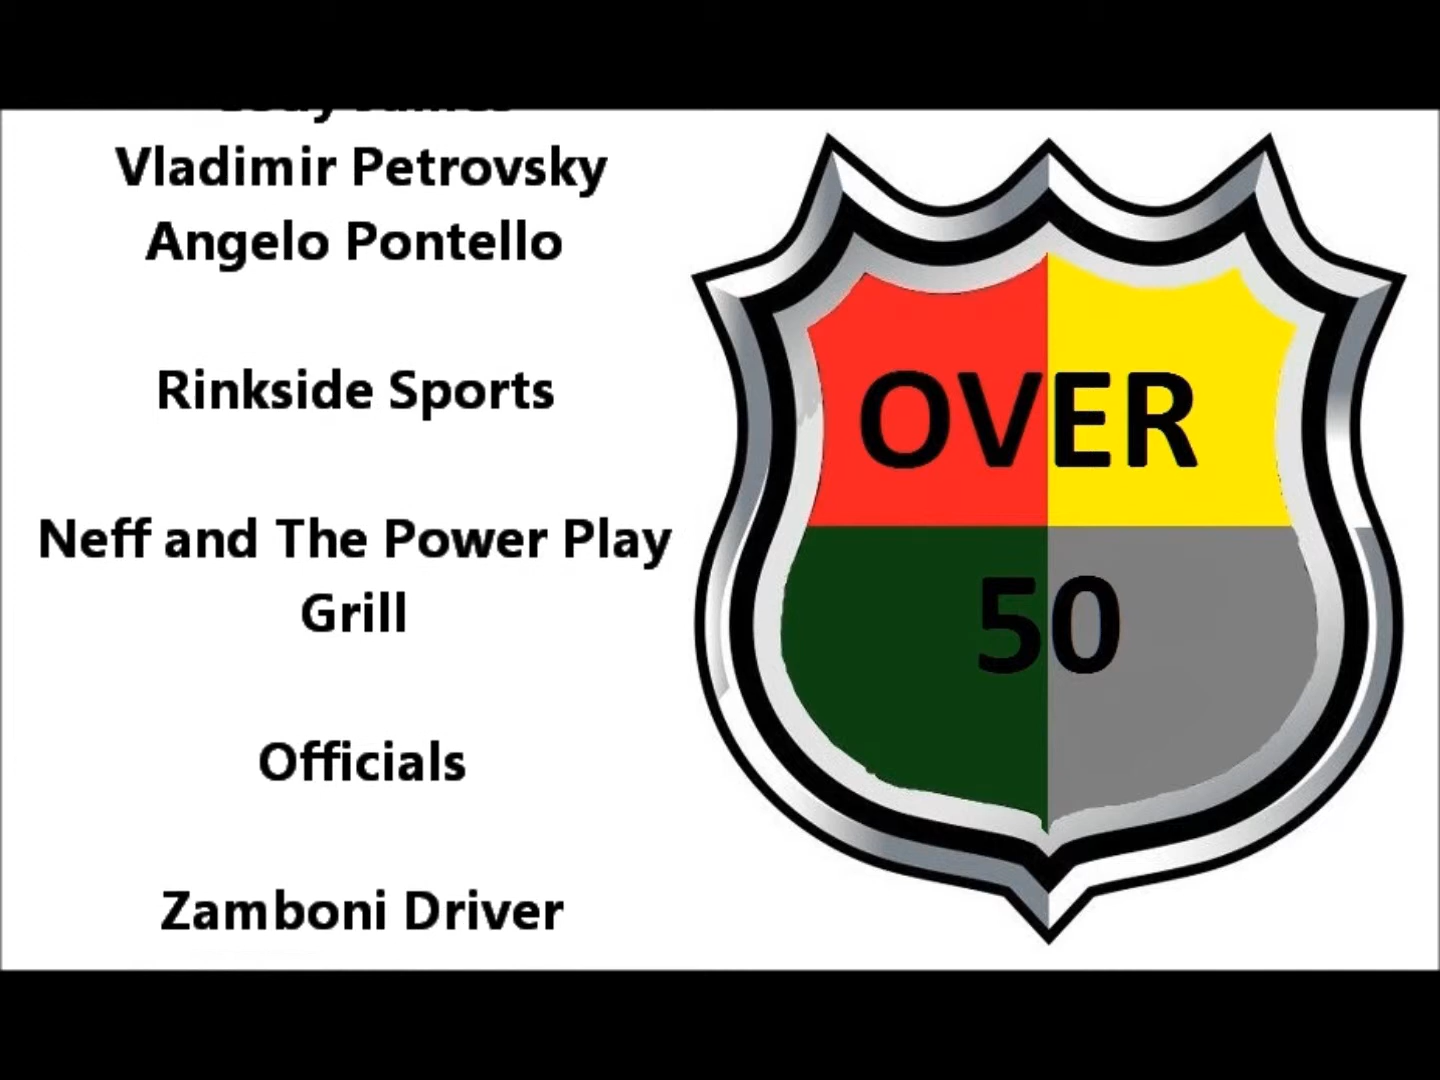 Vladimir Petrovsky
Angelo Pontello
Rinkside Sports
Neff and The Power Play
Grill
Officials
Zamboni Driver
OVER
50